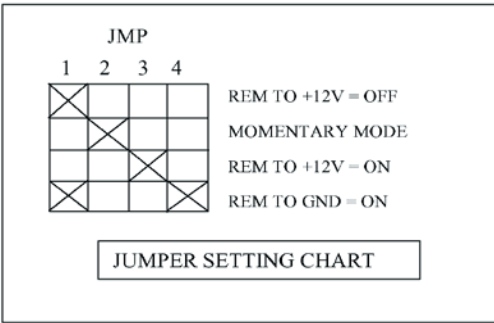 JMP
1 2 3 4
REM TO +12V = OFF
MOMENTARY MODE
REM TO +12V = ON
REM TO GND = ON
JUMPER SETTING CHART